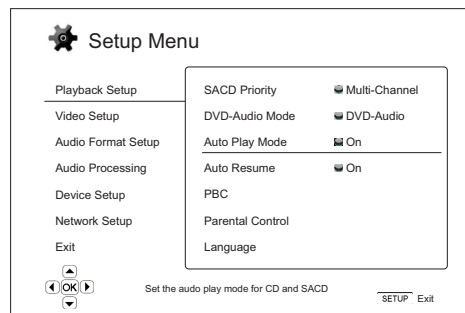 Setup Menu
Playback Setup
Video Setup
Audio Format Setup
Audio Processing
Device Setup
Network Setup
Exit
SACD Priority Multi-Channel
DVD-Audio Mode DVD-Audio
Auto Play Mode On
Auto Resume On
PBC
Parental Control
Language
OK
Set the audo play mode for CD and SACD
SETUP Exit